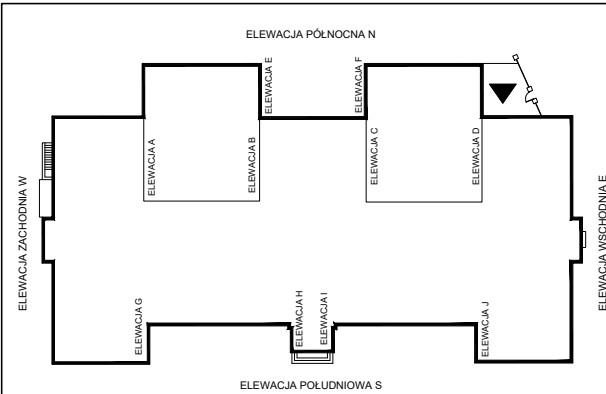 ELEWACJA PÓŁNOCNA N
ELEWACJA E
ELEWACJA F
ELEWACJA A
ELEWACJA B
ELEWACJA C
ELEWACJA D
ELEWACJA ZACHODNIA W
ELEWACJA WSCHODNIA E
ELEWACJA G
ELEWACJA H
ELEWACJA I
ELEWACJA J
ELEWACJA POŁUDNIOWA S